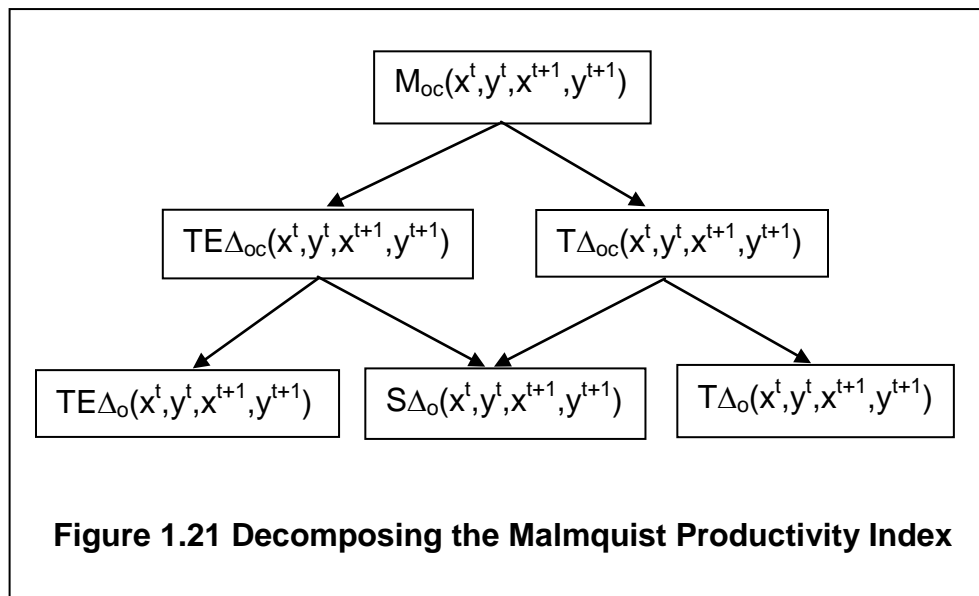 M_oc(x^t,y^t,x^t+1,y^t+1)
TEΔ_oc(x^t,y^t,x^t+1,y^t+1)
TΔ_oc(x^t,y^t,x^t+1,y^t+1)
TEΔ_o(x^t,y^t,x^t+1,y^t+1)
SΔ_o(x^t,y^t,x^t+1,y^t+1)
TΔ_o(x^t,y^t,x^t+1,y^t+1)
Figure 1.21 Decomposing the Malmquist Productivity Index